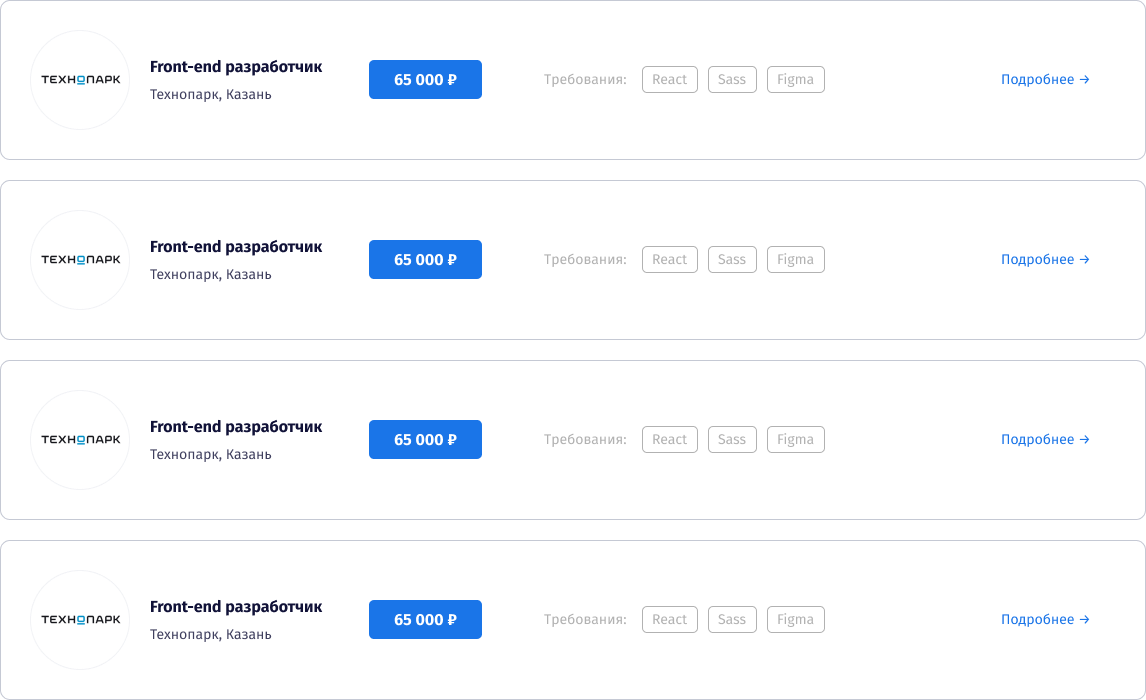 ТЕХНОПАРК
Front-end разработчик
Технопарк, Казань
65 000 ₽
Требования: React Sass Figma
Подробнее →
ТЕХНОПАРК
Front-end разработчик
Технопарк, Казань
65 000 ₽
Требования: React Sass Figma
Подробнее →
ТЕХНОПАРК
Front-end разработчик
Технопарк, Казань
65 000 ₽
Требования: React Sass Figma
Подробнее →
ТЕХНОПАРК
Front-end разработчик
Технопарк, Казань
65 000 ₽
Требования: React Sass Figma
Подробнее →